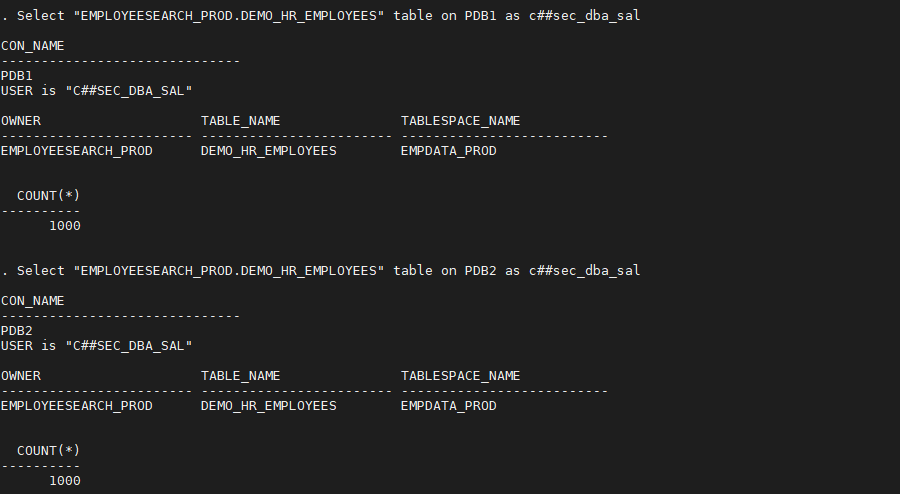 . Select "EMPLOYEESEARCH_PROD.DEMO_HR_EMPLOYEES" table on PDB1 as c##sec_dba_sal
CON_NAME
------------------------------
PDB1
USER is "C##SEC_DBA_SAL"
OWNER                    TABLE_NAME               TABLESPACE_NAME
------------------------ ------------------------ --------------------------
EMPLOYEESEARCH_PROD      DEMO_HR_EMPLOYEES        EMPDATA_PROD
  COUNT(*)
----------
      1000
. Select "EMPLOYEESEARCH_PROD.DEMO_HR_EMPLOYEES" table on PDB2 as c##sec_dba_sal
CON_NAME
------------------------------
PDB2
USER is "C##SEC_DBA_SAL"
OWNER                    TABLE_NAME               TABLESPACE_NAME
------------------------ ------------------------ --------------------------
EMPLOYEESEARCH_PROD      DEMO_HR_EMPLOYEES        EMPDATA_PROD
  COUNT(*)
----------
      1000